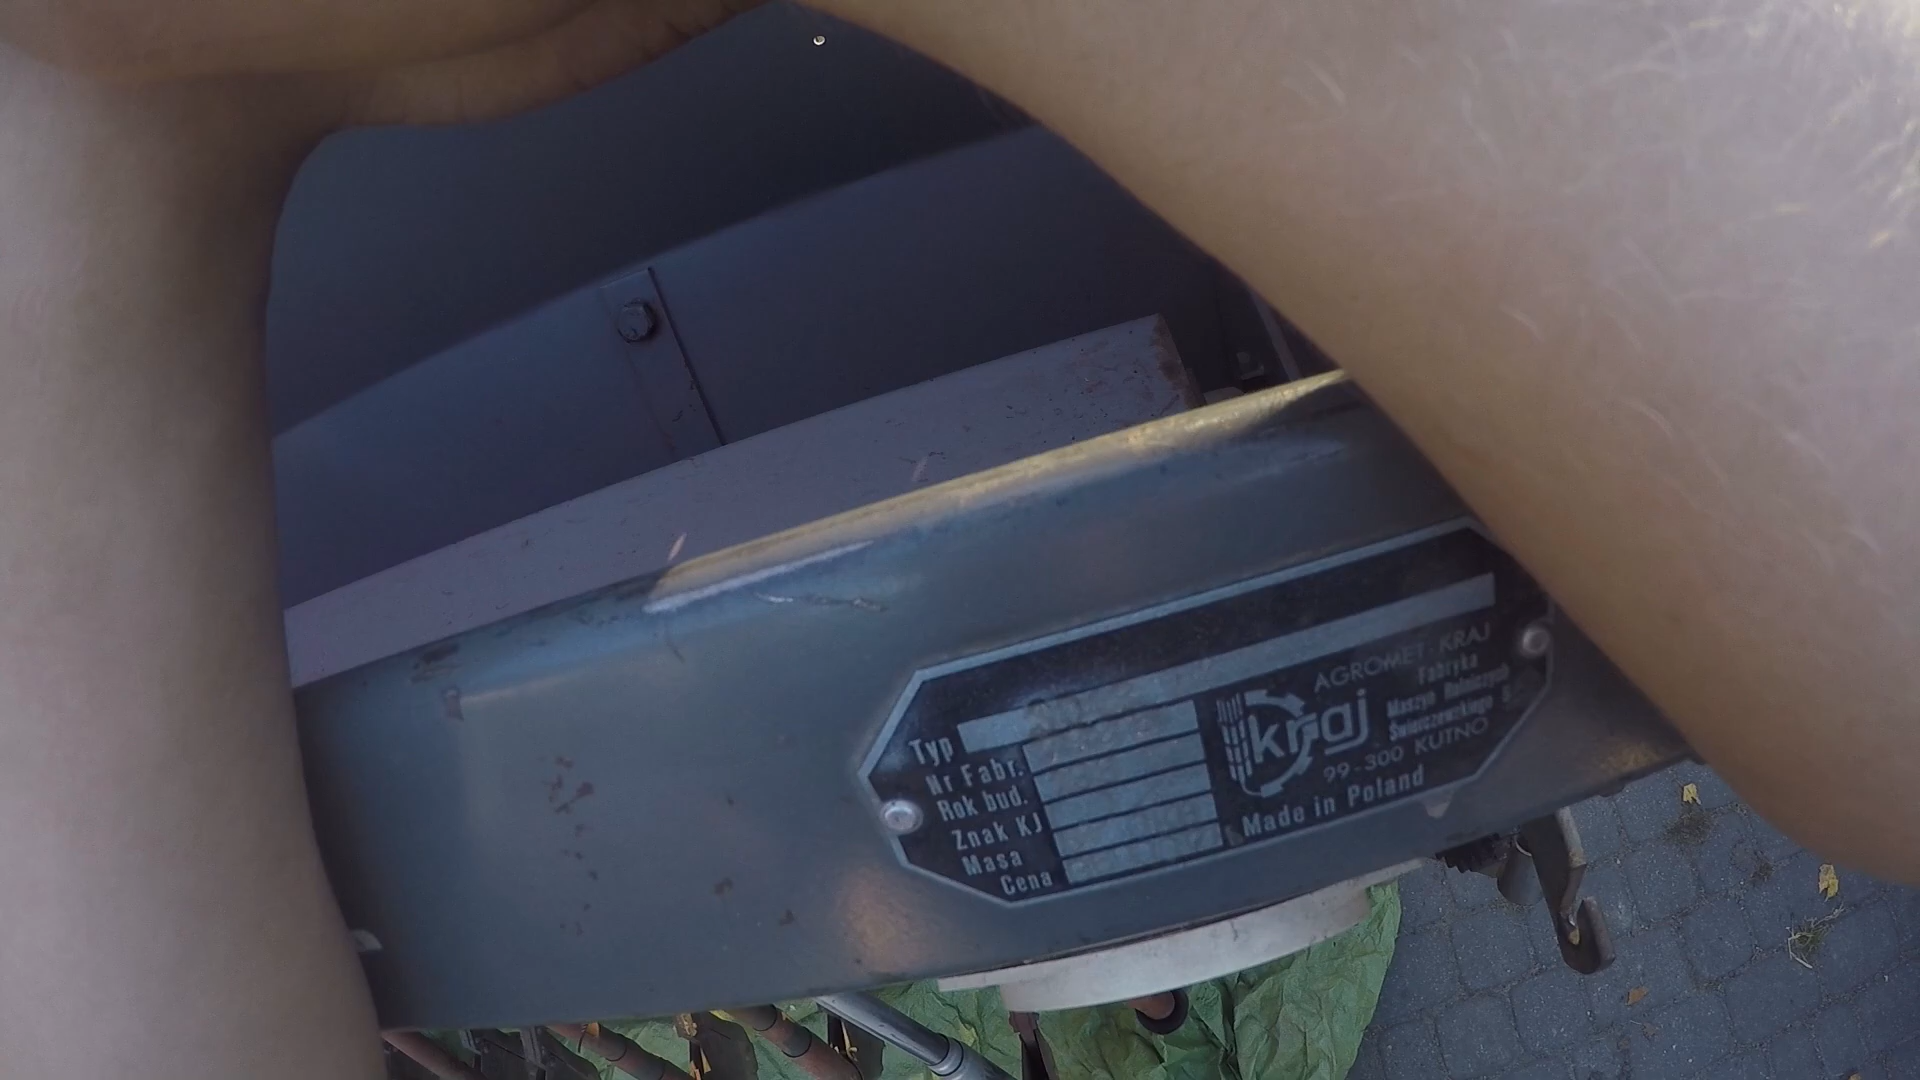 Typ
Nr Fabr.
Rok bud.
Znak KJ
Masa
Cena
kraj
AGROMET-KRAJ
Fabryka
Maszyn Rolniczych
Świerczewskiego
99-300 KUTNO
Made in Poland